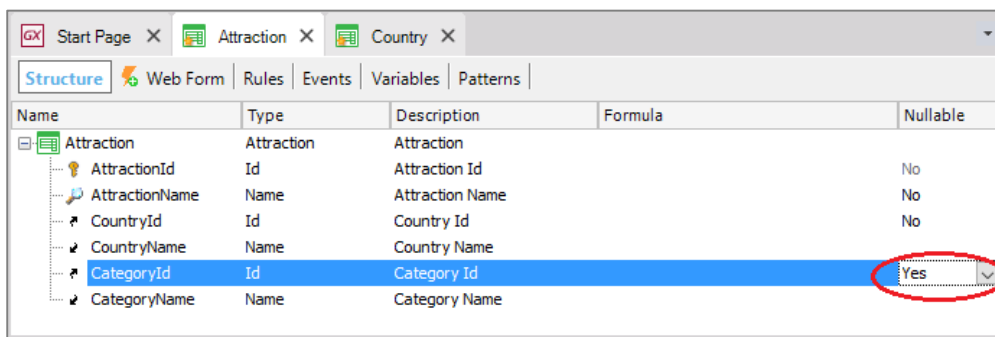 GX Start Page Attraction Country
Structure Web Form Rules Events Variables Patterns
Name Type Description Formula Nullable
Attraction Attraction Attraction
AttractionId Id Attraction Id No
AttractionName Name Attraction Name No
CountryId Id Country Id No
CountryName Name Country Name
CategoryId Id Category Id Yes
CategoryName Name Category Name